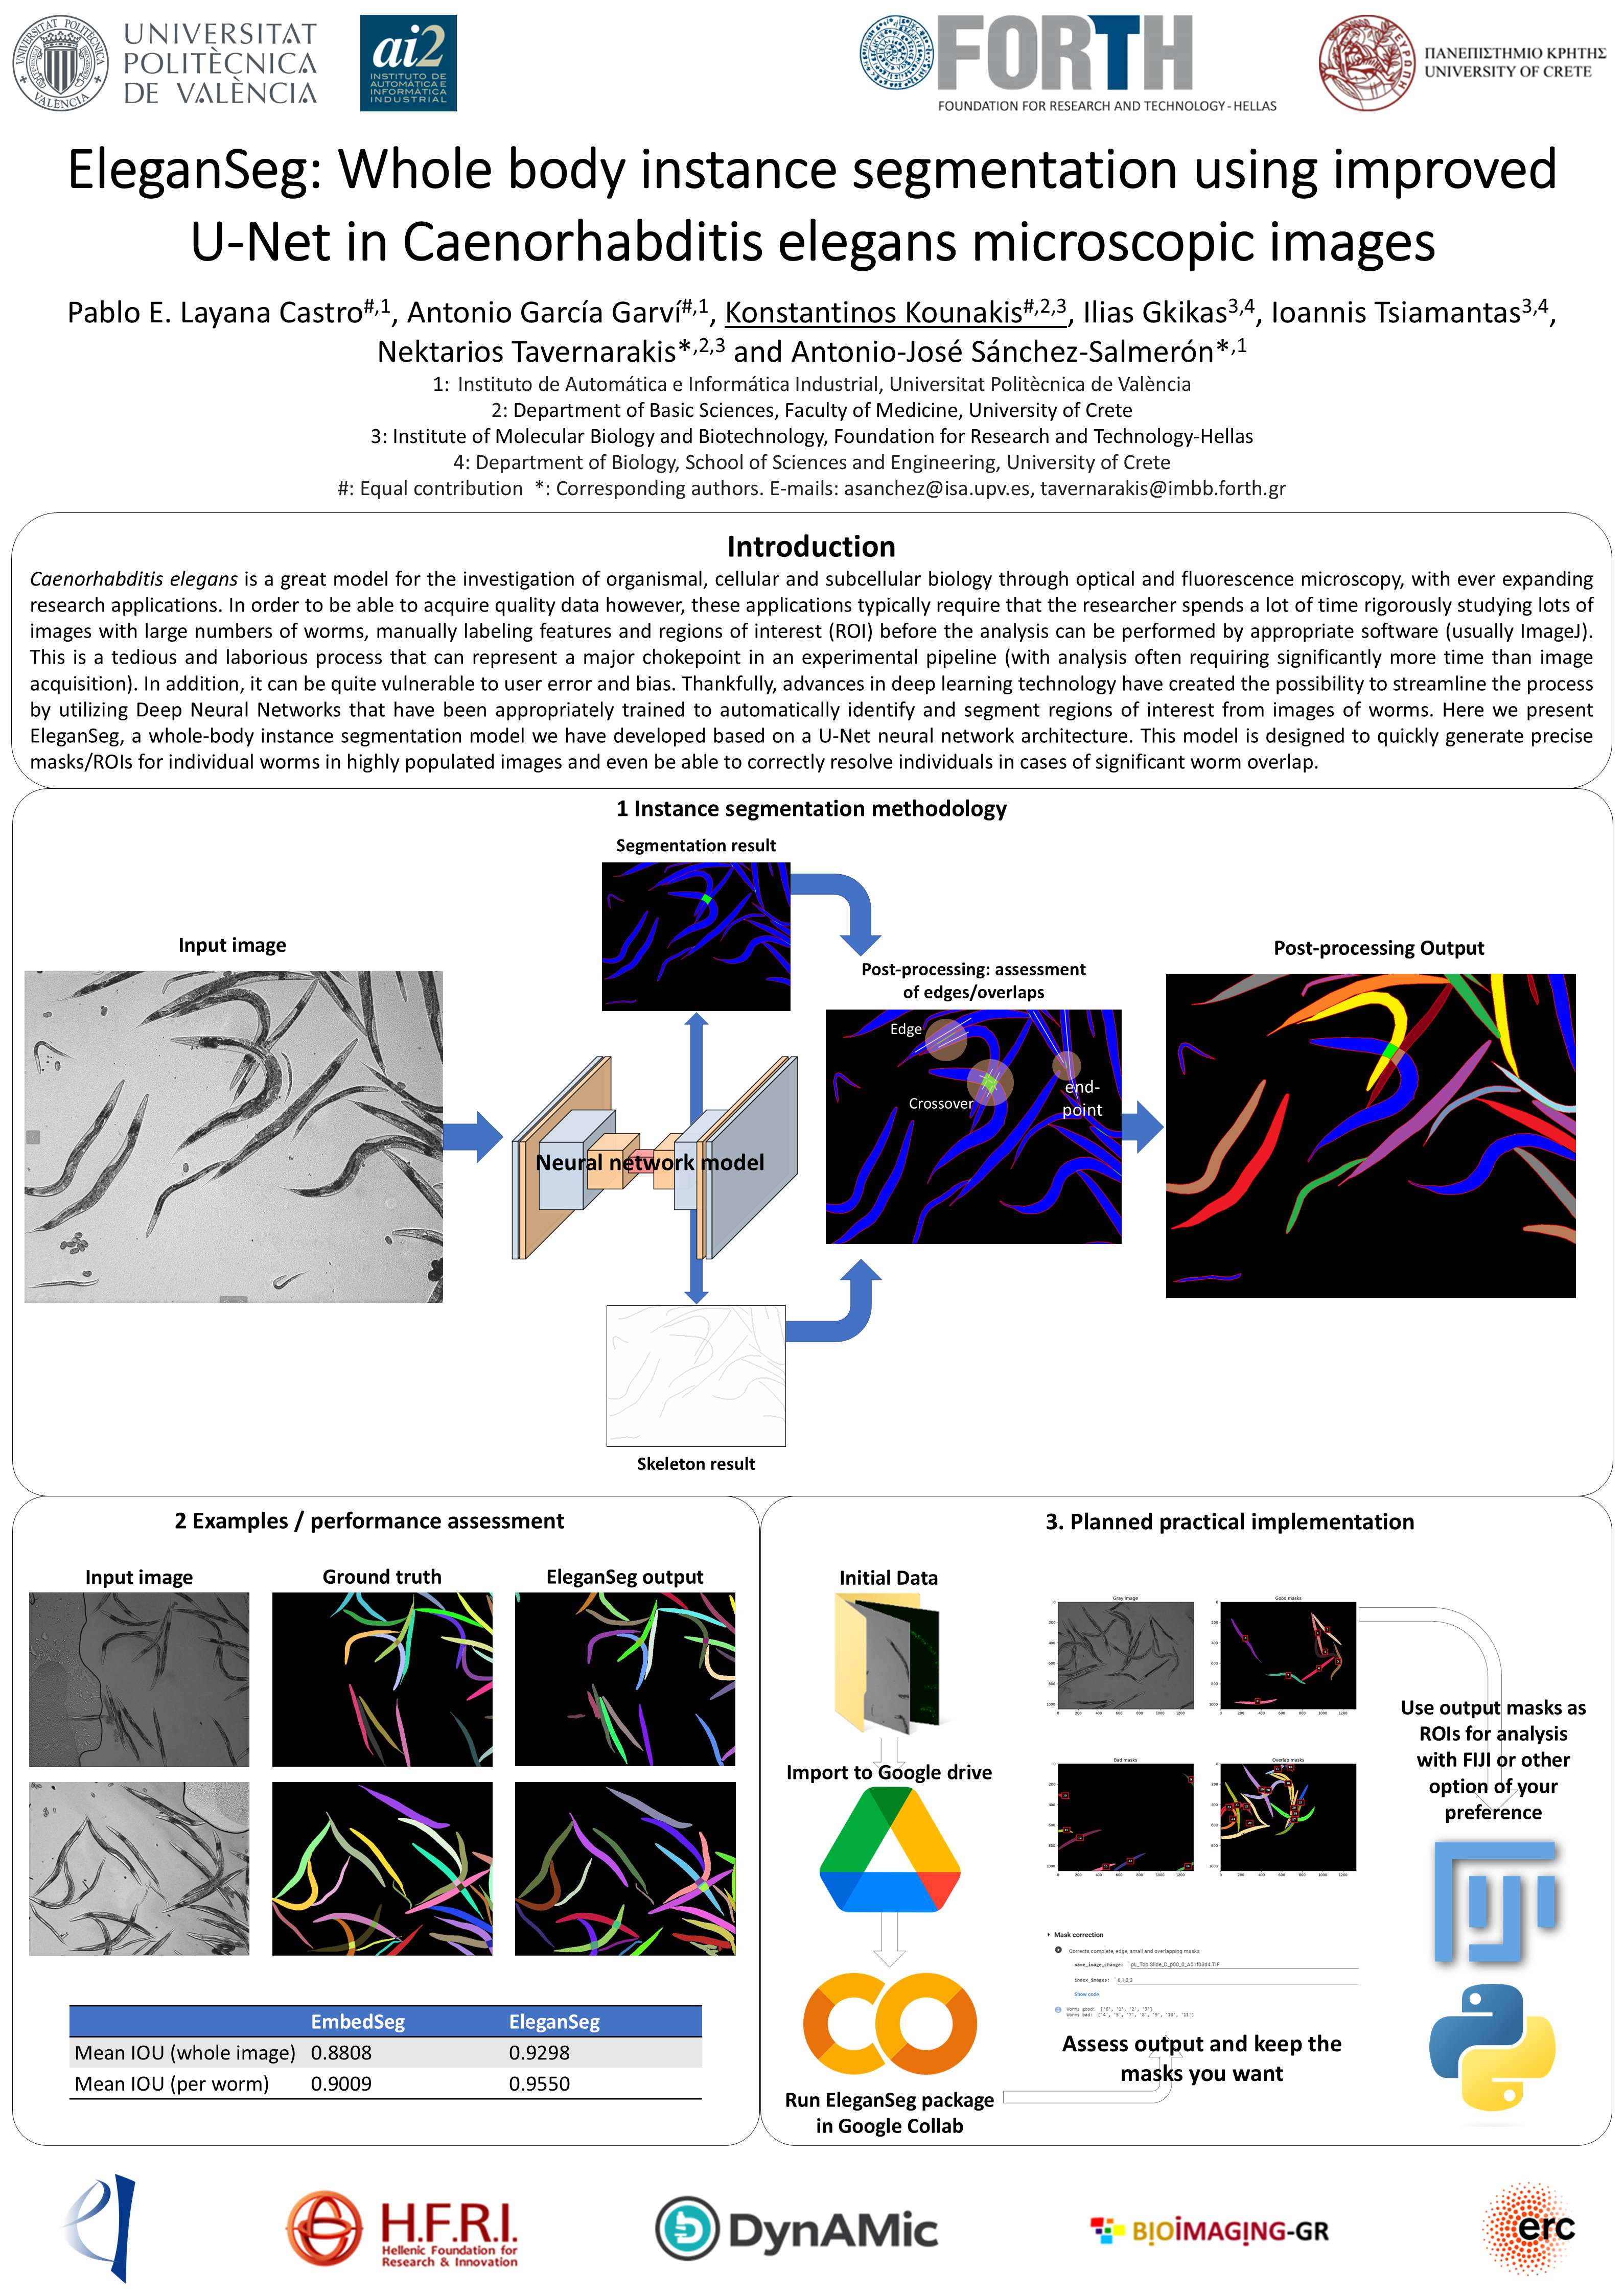 UNIVERSITAT
POLITÈCNICA
DE VALÈNCIA
ai2
INSTITUTO DE
AUTOMÁTICA E
INFORMÁTICA
INDUSTRIAL
FORTH
FOUNDATION FOR RESEARCH AND TECHNOLOGY - HELLAS
ΠΑΝΕΠΙΣΤΗΜΙΟ ΚΡΗΤΗΣ
UNIVERSITY OF CRETE
EleganSeg: Whole body instance segmentation using improved
U-Net in Caenorhabditis elegans microscopic images
Pablo E. Layana Castro#,1, Antonio García Garví#,1, Konstantinos Kounakis#,2,3, Ilias Gkikas3,4, Ioannis Tsiamantas3,4,
Nektarios Tavernarakis*,2,3 and Antonio-José Sánchez-Salmerón*,1
1: Instituto de Automática e Informática Industrial, Universitat Politècnica de València
2: Department of Basic Sciences, Faculty of Medicine, University of Crete
3: Institute of Molecular Biology and Biotechnology, Foundation for Research and Technology-Hellas
4: Department of Biology, School of Sciences and Engineering, University of Crete
#: Equal contribution *: Corresponding authors. E-mails: asanchez@isa.upv.es, tavernarakis@imbb.forth.gr
Introduction
Caenorhabditis elegans is a great model for the investigation of organismal, cellular and subcellular biology through optical and fluorescence microscopy, with ever expanding
research applications. In order to be able to acquire quality data however, these applications typically require that the researcher spends a lot of time rigorously studying lots of
images with large numbers of worms, manually labeling features and regions of interest (ROI) before the analysis can be performed by appropriate software (usually ImageJ).
This is a tedious and laborious process that can represent a major chokepoint in an experimental pipeline (with analysis often requiring significantly more time than image
acquisition). In addition, it can be quite vulnerable to user error and bias. Thankfully, advances in deep learning technology have created the possibility to streamline the process
by utilizing Deep Neural Networks that have been appropriately trained to automatically identify and segment regions of interest from images of worms. Here we present
EleganSeg, a whole-body instance segmentation model we have developed based on a U-Net neural network architecture. This model is designed to quickly generate precise
masks/ROIs for individual worms in highly populated images and even be able to correctly resolve individuals in cases of significant worm overlap.
1 Instance segmentation methodology
Segmentation result
Input image
Post-processing: assessment
of edges/overlaps
Post-processing Output
Edge
Crossover
end-
point
Neural network model
Skeleton result
2 Examples / performance assessment
Input image
Ground truth
EleganSeg output
EmbedSeg EleganSeg
Mean IOU (whole image) 0.8808 0.9298
Mean IOU (per worm) 0.9009 0.9550
3. Planned practical implementation
Initial Data
Import to Google drive
Run EleganSeg package
in Google Collab
Gray image
Good masks
Bad masks
Overlap masks
Mask correction
Corrects complete, edge, small and overlapping masks
name_image_change:
index_images:
Show code
Assess output and keep the
masks you want
Use output masks as
ROIs for analysis
with FIJI or other
option of your
preference
H.F.R.I.
Hellenic Foundation for
Research & Innovation
DynAMic
BIOIMAGING-GR
erc